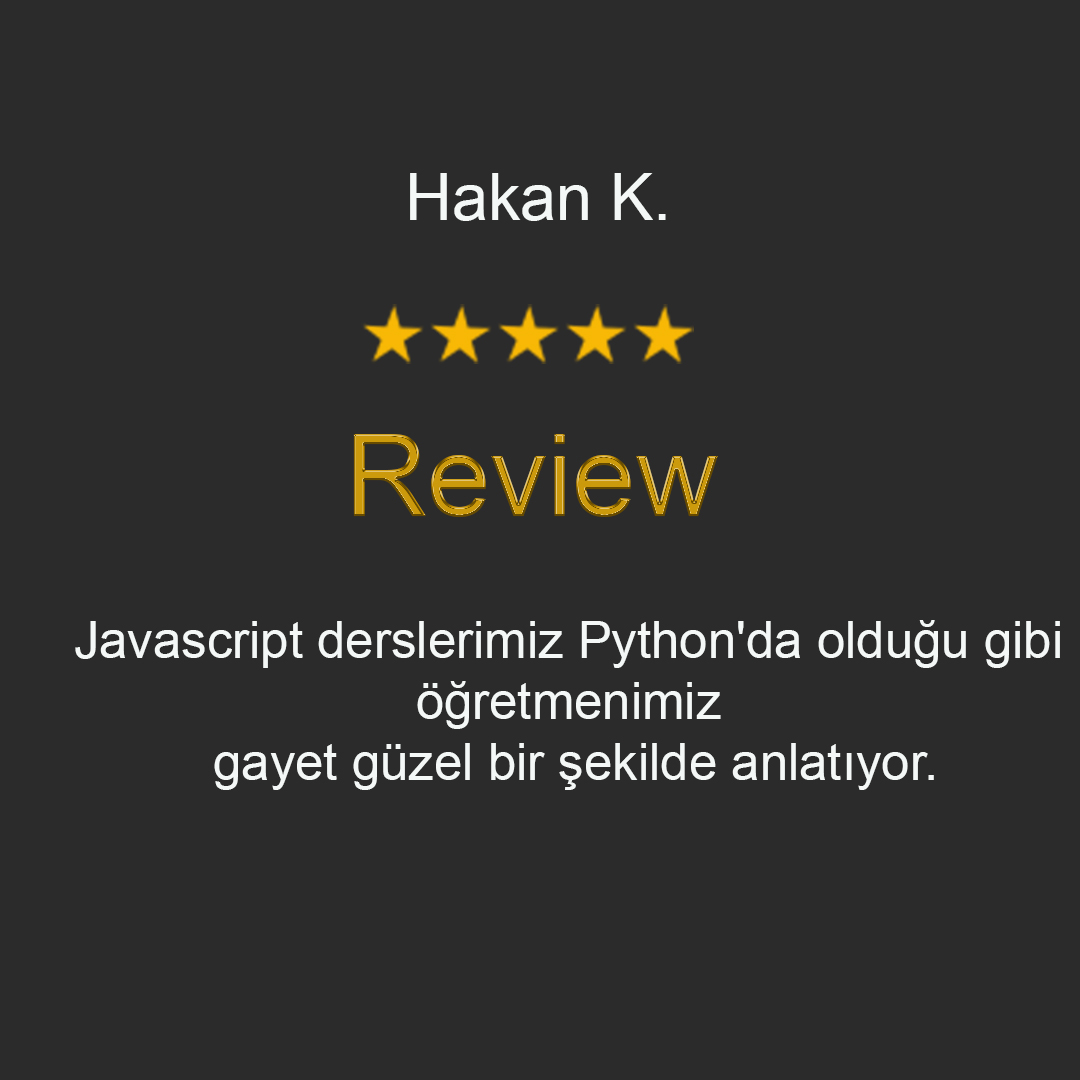 Hakan K.
Review
Javascript derslerimiz Python'da olduğu gibi
öğretmenimiz
gayet güzel bir şekilde anlatıyor.